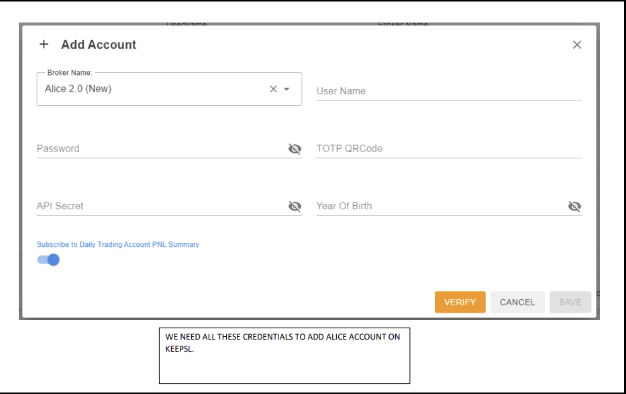 UserName Broker Name
+ Add Account
Broker Name:
Alice 2.0 (New)
User Name
Password
TOTP QRCode
API Secret
Year Of Birth
Subscribe to Daily Trading Account PNL Summary
VERIFY CANCEL SAVE
WE NEED ALL THESE CREDENTIALS TO ADD ALICE ACCOUNT ON
KEEPSL.